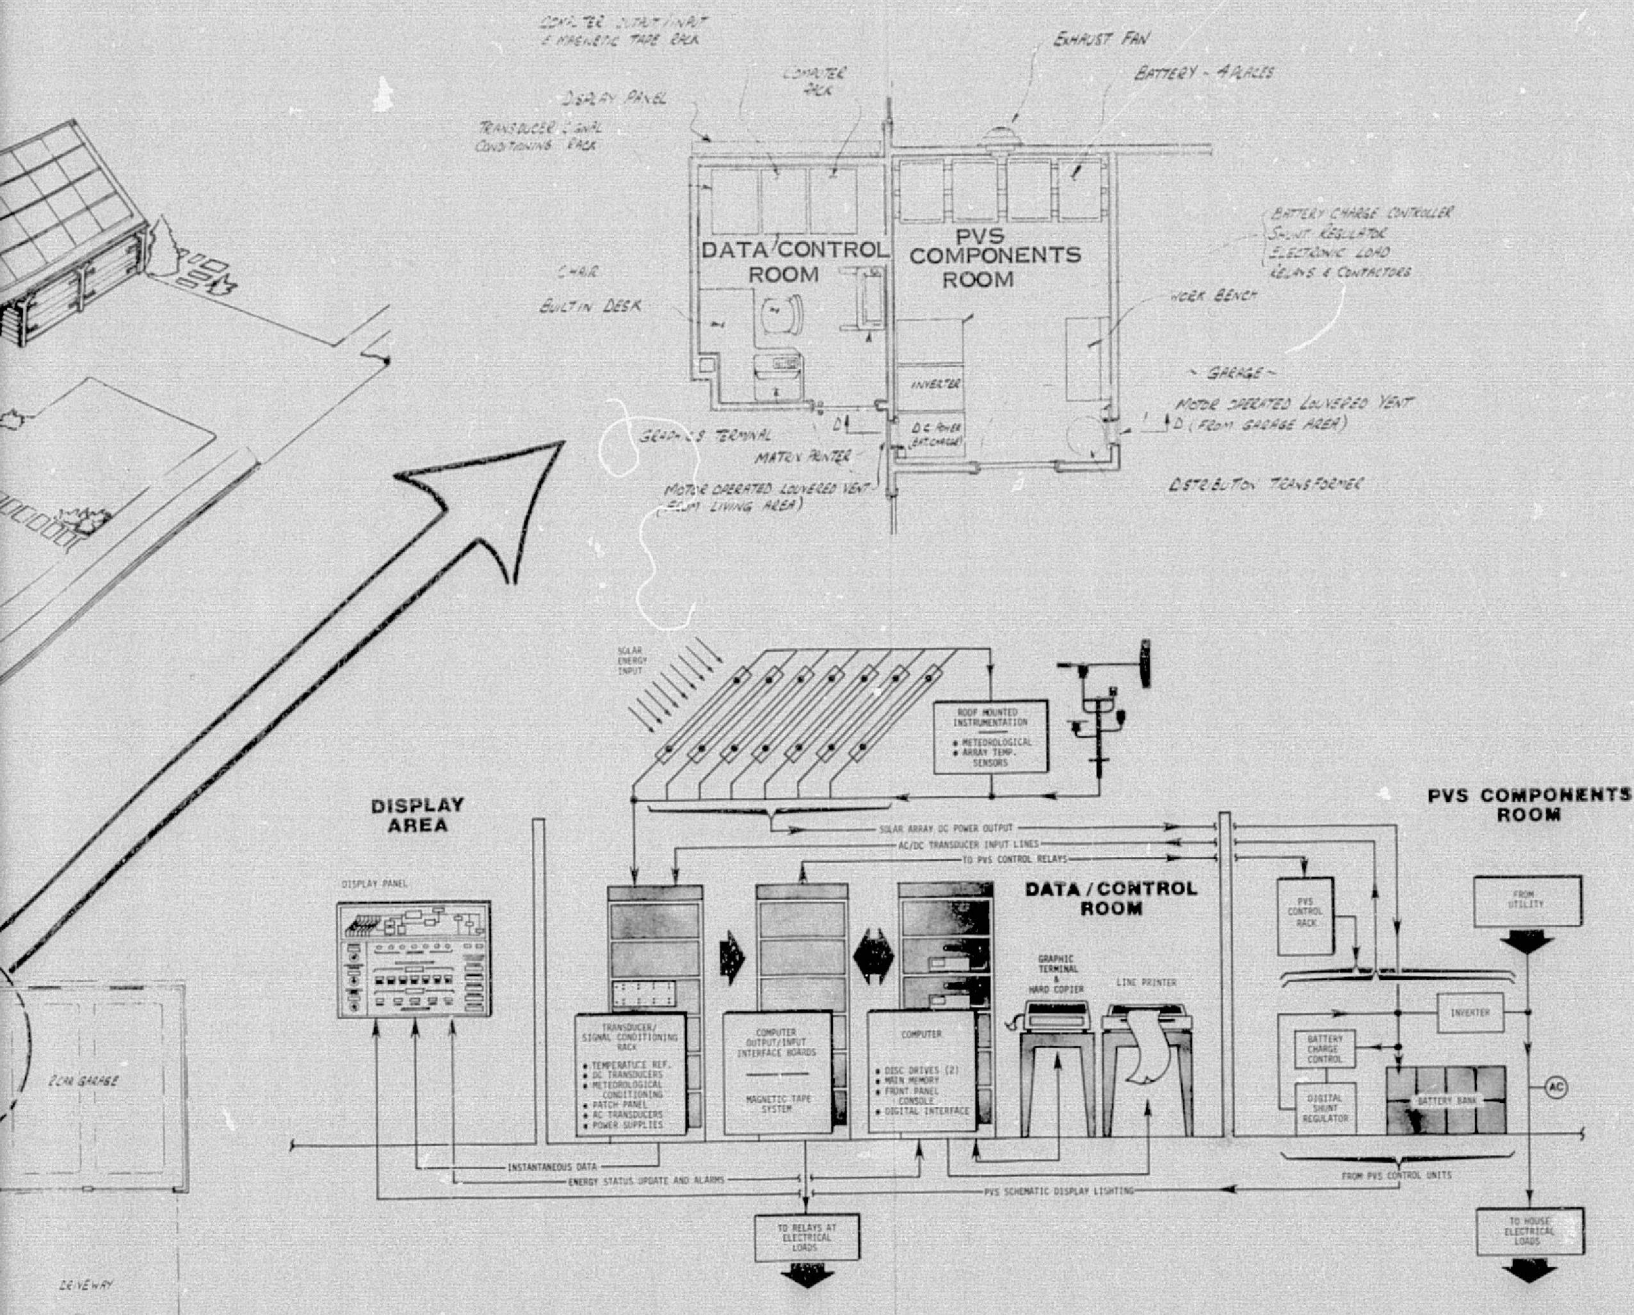 COMPUTER OUTPUT/INPUT
& MAGNETIC TAPE RACK
COMPUTER
RACK
DISPLAY PANEL
TRANSDUCER SIGNAL
CONDITIONING RACK
EXHAUST FAN
BATTERY - 4 PLACES
DATA/CONTROL
ROOM
PVS
COMPONENTS
ROOM
BATTERY CHARGE CONTROLLER
SHUNT REGULATOR
ELECTRONIC LOAD
RELAYS & CONTACTORS
CHAIR
BUILT IN DESK
WORK BENCH
INVERTER
D.C. POWER
(BAT. CHARGE)
~ GARAGE ~
MOTOR OPERATED LOUVERED VENT
(FROM GARAGE AREA)
D
D
GRAPHICS TERMINAL
MATRIX PRINTER
MOTOR OPERATED LOUVERED VENT
(FROM LIVING AREA)
DISTRIBUTION TRANSFORMER
SOLAR
ENERGY
INPUT
ROOF MOUNTED
INSTRUMENTATION
● METEOROLOGICAL
● ARRAY TEMP.
SENSORS
DISPLAY
AREA
PVS COMPONENTS
ROOM
SOLAR ARRAY DC POWER OUTPUT
AC/DC TRANSDUCER INPUT LINES
TO PVS CONTROL RELAYS
DISPLAY PANEL
DATA/CONTROL
ROOM
PVS
CONTROL
RACK
FROM
UTILITY
GRAPHIC
TERMINAL
&
HARD COPIER
LINE PRINTER
TRANSDUCER/
SIGNAL CONDITIONING
RACK
● TEMPERATUCE REF.
● DC TRANSDUCERS
● METEOROLOGICAL
CONDITIONING
● PATCH PANEL
● AC TRANSDUCERS
● POWER SUPPLIES
COMPUTER
OUTPUT/INPUT
INTERFACE BOARDS
MAGNETIC TAPE
SYSTEM
COMPUTER
● DISC DRIVES (2)
● MAIN MEMORY
● FRONT PANEL
CONSOLE
● DIGITAL INTERFACE
INVERTER
BATTERY
CHARGE
CONTROL
DIGITAL
SHUNT
REGULATOR
BATTERY BANK
AC
2 CAR GARAGE
INSTANTANEOUS DATA
ENERGY STATUS UPDATE AND ALARMS
PVS SCHEMATIC DISPLAY LIGHTING
FROM PVS CONTROL UNITS
TO RELAYS AT
ELECTRICAL
LOADS
TO HOUSE
ELECTRICAL
LOADS
DRIVEWAY